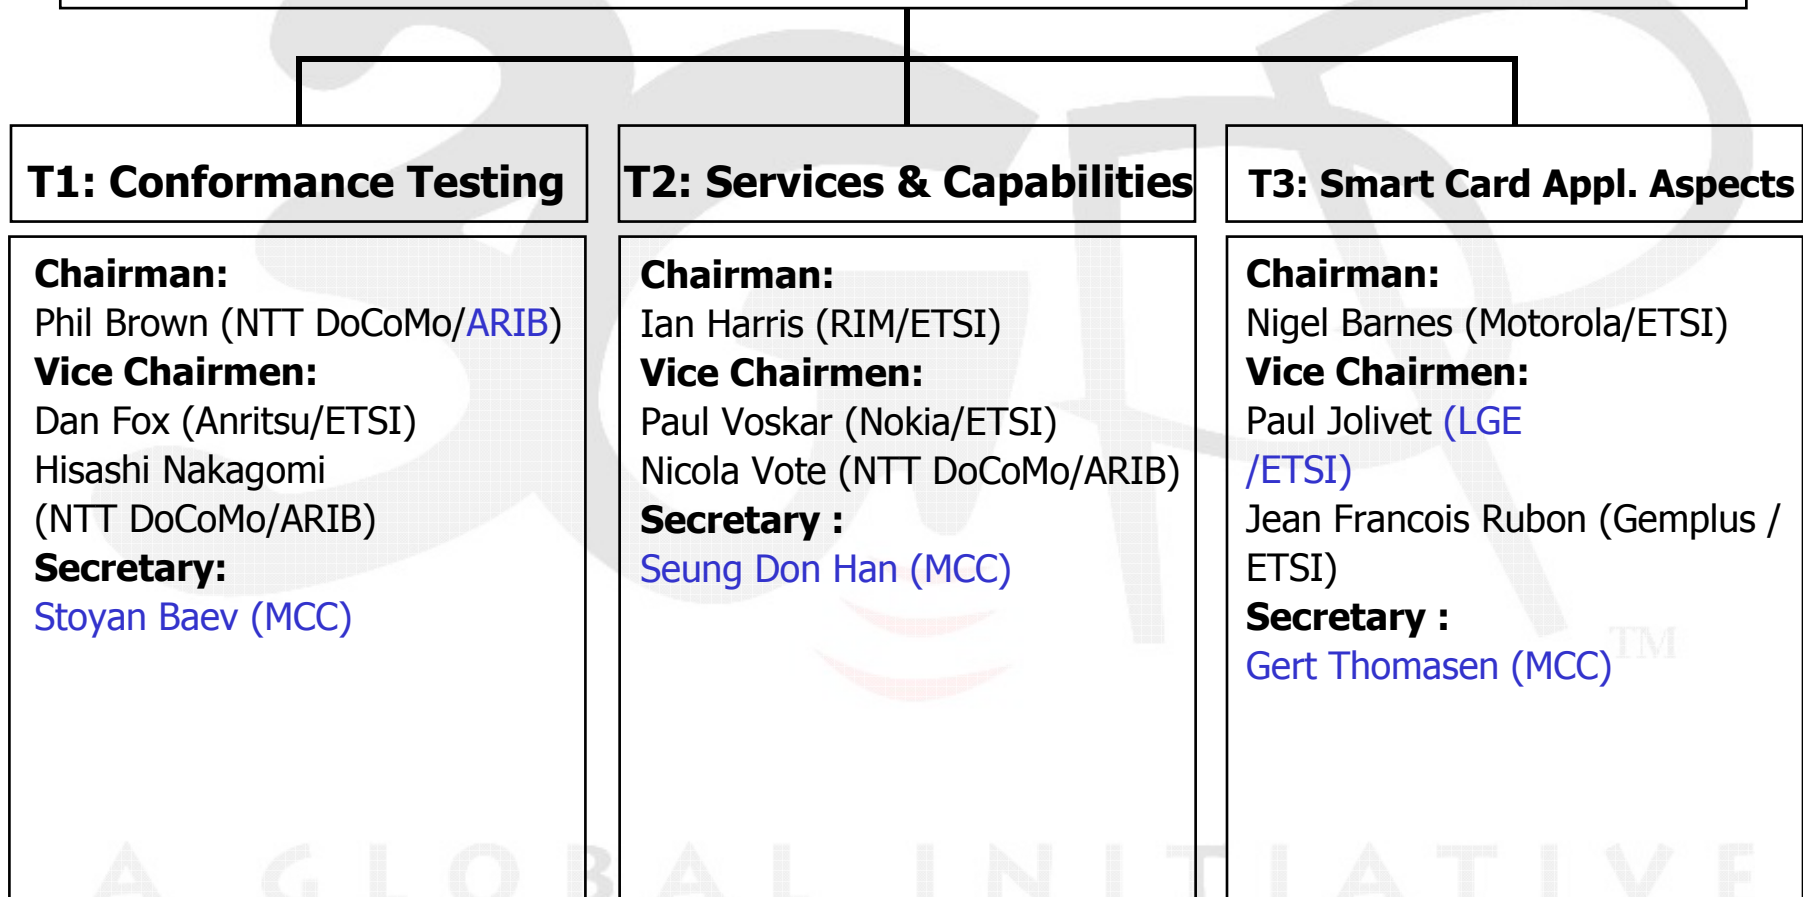 T1: Conformance Testing
Chairman:
Phil Brown (NTT DoCoMo/ARIB)
Vice Chairmen:
Dan Fox (Anritsu/ETSI)
Hisashi Nakagomi
(NTT DoCoMo/ARIB)
Secretary:
Stoyan Baev (MCC)
T2: Services & Capabilities
Chairman:
Ian Harris (RIM/ETSI)
Vice Chairmen:
Paul Voskar (Nokia/ETSI)
Nicola Vote (NTT DoCoMo/ARIB)
Secretary :
Seung Don Han (MCC)
T3: Smart Card Appl. Aspects
Chairman:
Nigel Barnes (Motorola/ETSI)
Vice Chairmen:
Paul Jolivet (LGE
/ETSI)
Jean Francois Rubon (Gemplus /
ETSI)
Secretary :
Gert Thomasen (MCC)
3GPP
TM
A GLOBAL INITIATIVE